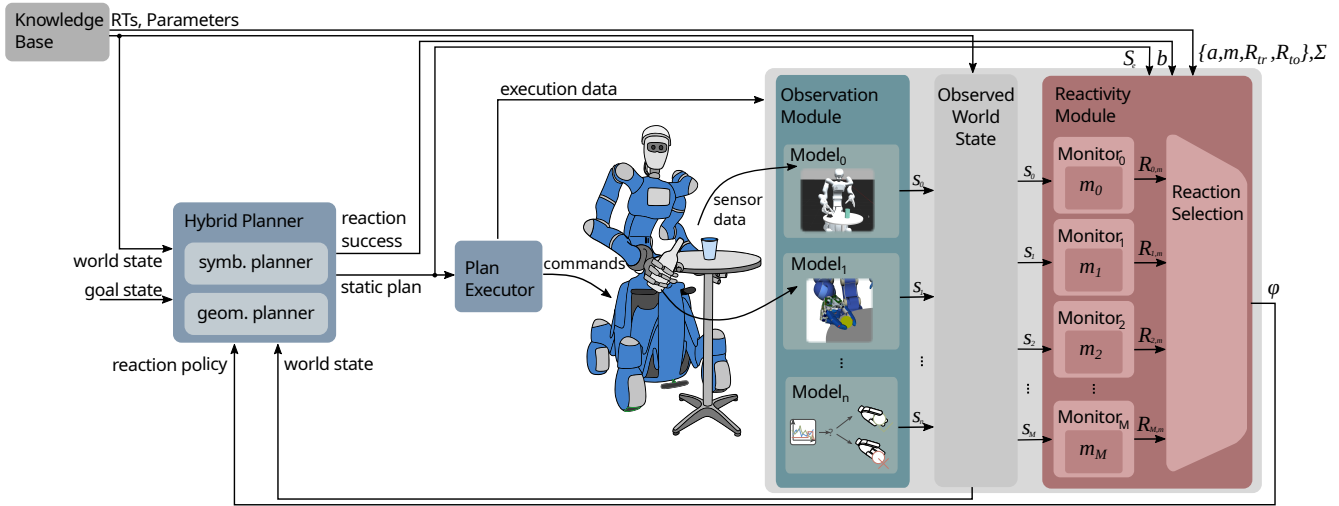 Knowledge
Base
RTs, Parameters
S_e
b
{a,m,R_tr,R_to},Σ
execution data
Observation
Module
Observed
World
State
Reactivity
Module
Model_0
s_0
s_0
Monitor_0
m_0
R_0,m
Reaction
Selection
sensor
data
Hybrid Planner
symb. planner
geom. planner
reaction
success
world state
goal state
static plan
Plan
Executor
commands
Model_1
s_1
Monitor_1
m_1
R_1,m
φ
s_2
Monitor_2
m_2
R_2,m
reaction policy
world state
⋮
⋮
⋮
⋮
Model_n
?
s_M
Monitor_M
m_M
R_M,m